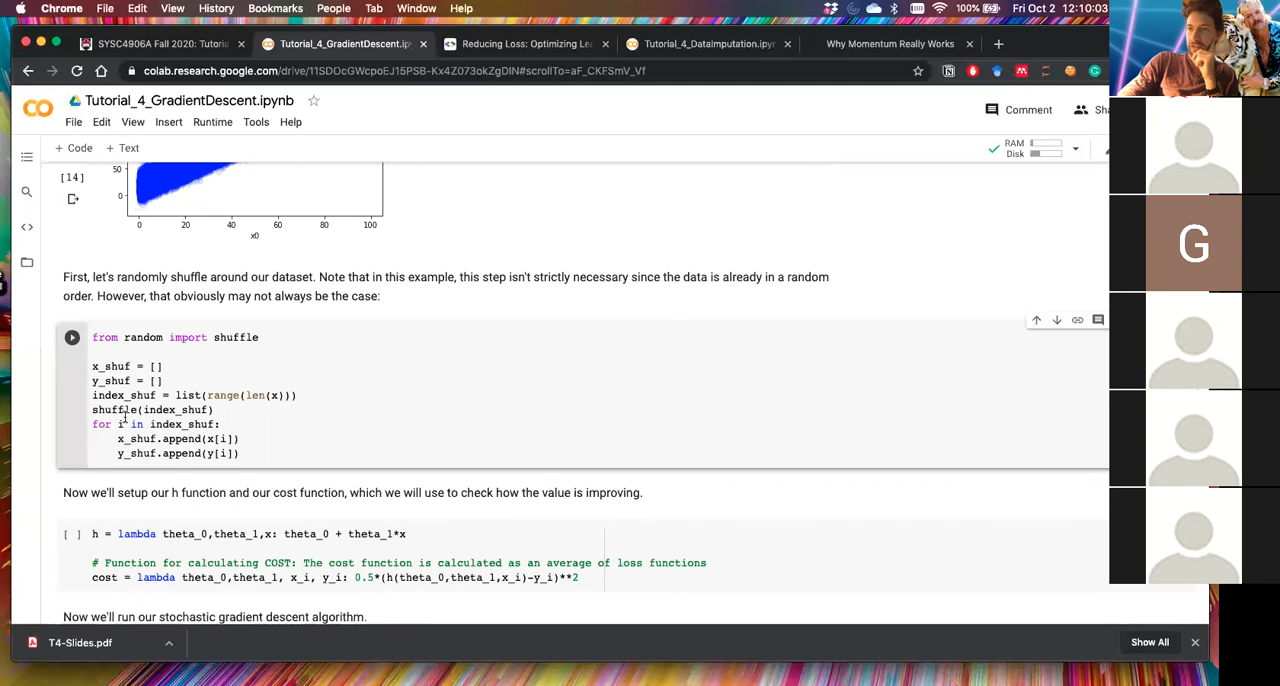 Chrome File Edit View History Bookmarks People Tab Window Help
100% Fri Oct 2 12:10:03
SYSC4906A Fall 2020: Tutoria
Tutorial_4_GradientDescent.ip
Reducing Loss: Optimizing Le
Tutorial_4_DataImputation.ipyn
Why Momentum Really Works
colab.research.google.com/drive/11SDOcGWcpoEJ15PSB-Kx4Z073okZgDIN#scrollTo=aF_CKFSmV_Vf
Tutorial_4_GradientDescent.ipynb
Comment
Sha
File Edit View Insert Runtime Tools Help
+ Code + Text
RAM
Disk
[14]
50
0
0 20 40 60 80 100
x0
First, let's randomly shuffle around our dataset. Note that in this example, this step isn't strictly necessary since the data is already in a random
order. However, that obviously may not always be the case:
from random import shuffle
x_shuf = []
y_shuf = []
index_shuf = list(range(len(x)))
shuffle(index_shuf)
for i in index_shuf:
x_shuf.append(x[i])
y_shuf.append(y[i])
Now we'll setup our h function and our cost function, which we will use to check how the value is improving.
[ ] h = lambda theta_0,theta_1,x: theta_0 + theta_1*x
# Function for calculating COST: The cost function is calculated as an average of loss functions
cost = lambda theta_0,theta_1, x_i, y_i: 0.5*(h(theta_0,theta_1,x_i)-y_i)**2
Now we'll run our stochastic gradient descent algorithm.
T4-Slides.pdf
Show All
G